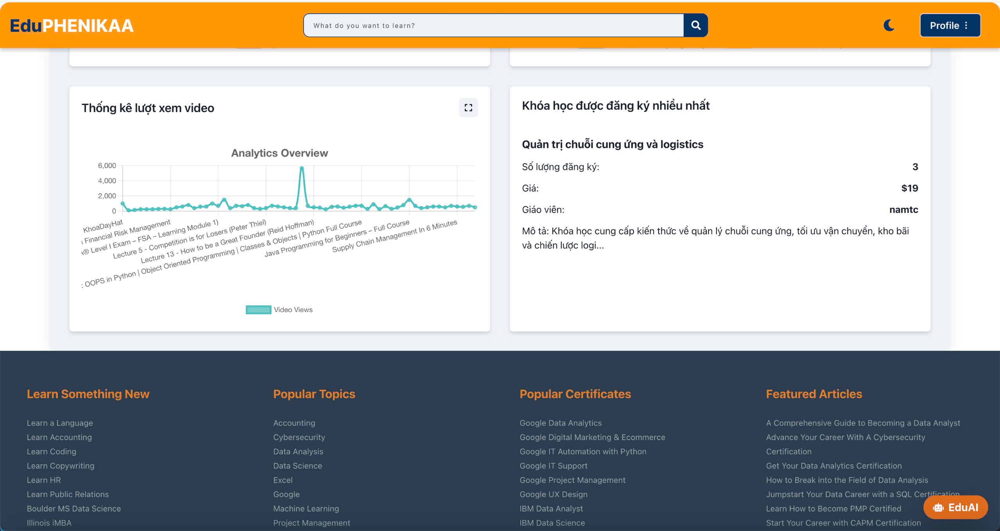 EduPHENIKAA
What do you want to learn?
Profile
Thống kê lượt xem video
Analytics Overview
6,000
4,000
2,000
0
KhoaDayHat
Financial Risk Management
® Level I Exam – FSA – Learning Module 1)
Lecture 5 - Competition is for Losers (Peter Thiel)
Lecture 13 - How to be a Great Founder (Reid Hoffman)
: OOPS in Python | Object Oriented Programming | Classes & Objects | Python Full Course
Java Programming for Beginners – Full Course
Supply Chain Management In 6 Minutes
Video Views
Khóa học được đăng ký nhiều nhất
Quản trị chuỗi cung ứng và logistics
Số lượng đăng ký: 3
Giá: $19
Giáo viên: namtc
Mô tả: Khóa học cung cấp kiến thức về quản lý chuỗi cung ứng, tối ưu vận chuyển, kho bãi
và chiến lược logi...
Learn Something New
Learn a Language
Learn Accounting
Learn Coding
Learn Copywriting
Learn HR
Learn Public Relations
Boulder MS Data Science
Illinois iMBA
Popular Topics
Accounting
Cybersecurity
Data Analysis
Data Science
Excel
Google
Machine Learning
Project Management
Popular Certificates
Google Data Analytics
Google Digital Marketing & Ecommerce
Google IT Automation with Python
Google IT Support
Google Project Management
Google UX Design
IBM Data Analyst
IBM Data Science
Featured Articles
A Comprehensive Guide to Becoming a Data Analyst
Advance Your Career With A Cybersecurity
Certification
Get Your Data Analytics Certification
How to Break into the Field of Data Analysis
Jumpstart Your Data Career with a SQL Certification
Learn How to Become PMP Certified
Start Your Career with CAPM Certification
EduAI